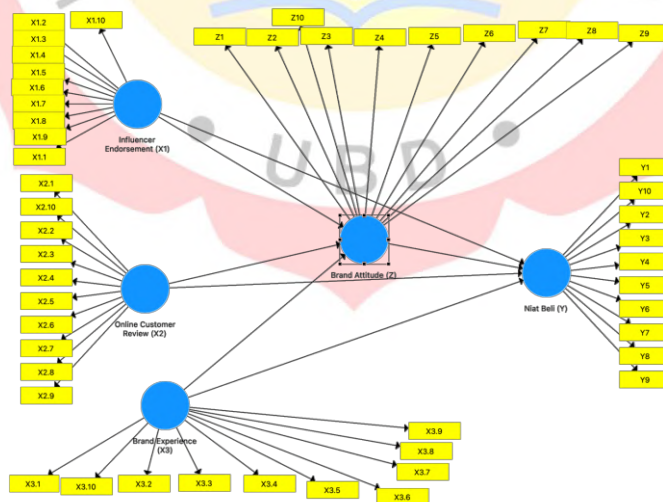 X1.2
X1.10
X1.3
X1.4
X1.5
X1.6
X1.7
X1.8
X1.9
X1.1
Influencer
Endorsement (X1)
Z10
Z1
Z2
Z3
Z4
Z5
Z6
Z7
Z8
Z9
UBD
X2.1
X2.10
X2.2
X2.3
X2.4
X2.5
X2.6
X2.7
X2.8
X2.9
Online Customer
Review (X2)
Brand Attitude (Z)
Niat Beli (Y)
Y1
Y10
Y2
Y3
Y4
Y5
Y6
Y7
Y8
Y9
Brand Experience
(X3)
X3.9
X3.8
X3.7
X3.1
X3.10
X3.2
X3.3
X3.4
X3.5
X3.6